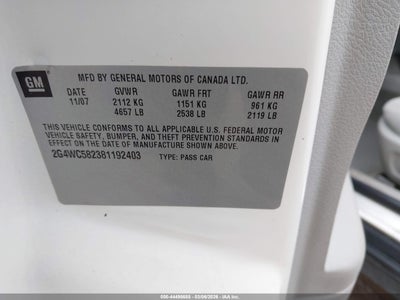 GM
MFD BY GENERAL MOTORS OF CANADA LTD.
DATE GVWR GAWR FRT GAWR RR
11/07 2112 KG 1151 KG 961 KG
4657 LB 2538 LB 2119 LB
THIS VEHICLE CONFORMS TO ALL APPLICABLE U.S. FEDERAL MOTOR
VEHICLE SAFETY, BUMPER, AND THEFT PREVENTION STANDARDS IN
EFFECT ON THE DATE OF MANUFACTURE SHOWN ABOVE.
2G4WC582381192403 TYPE: PASS CAR